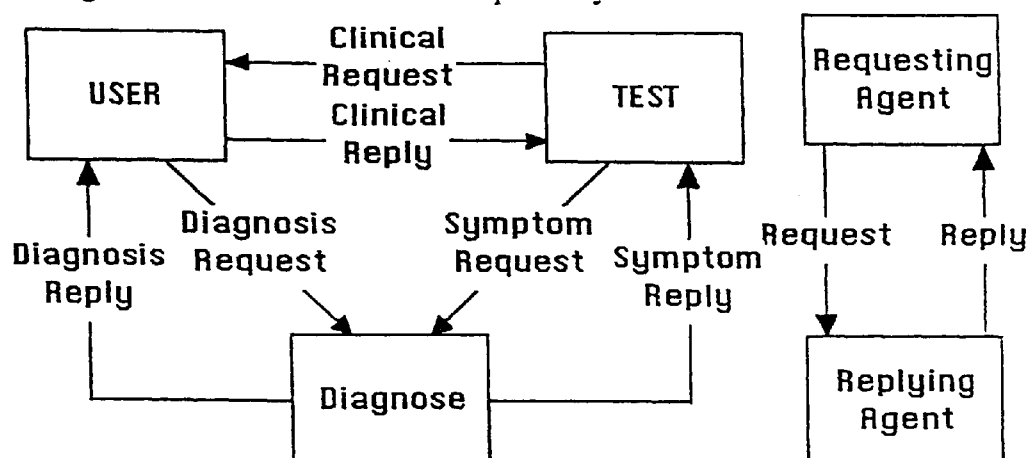 Clinical
Request
USER
TEST
Clinical
Reply
Requesting
Agent
Diagnosis
Request
Symptom
Request
Diagnosis
Reply
Symptom
Reply
Request
Reply
Diagnose
Replying
Agent